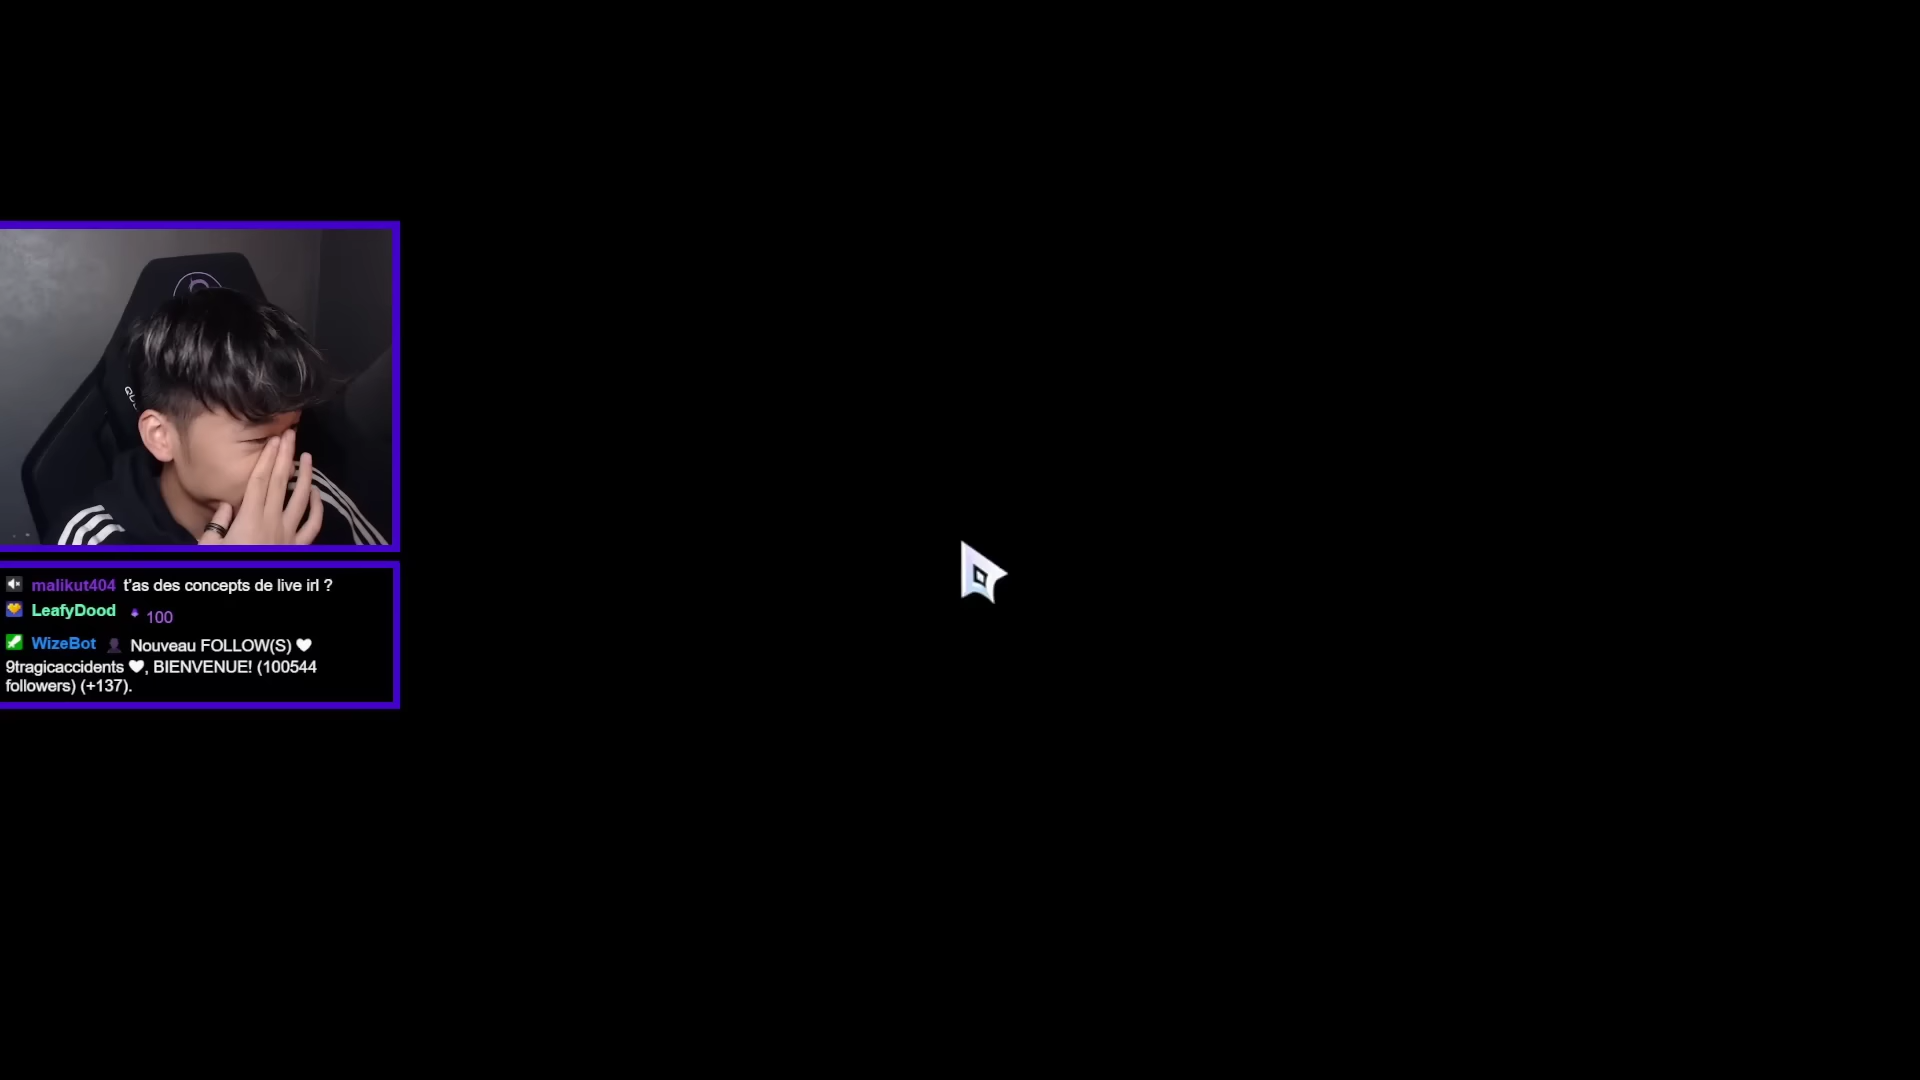 malikut404 t'as des concepts de live irl ?
LeafyDood 100
WizeBot Nouveau FOLLOW(S)
9tragicaccidents , BIENVENUE! (100544
followers) (+137).